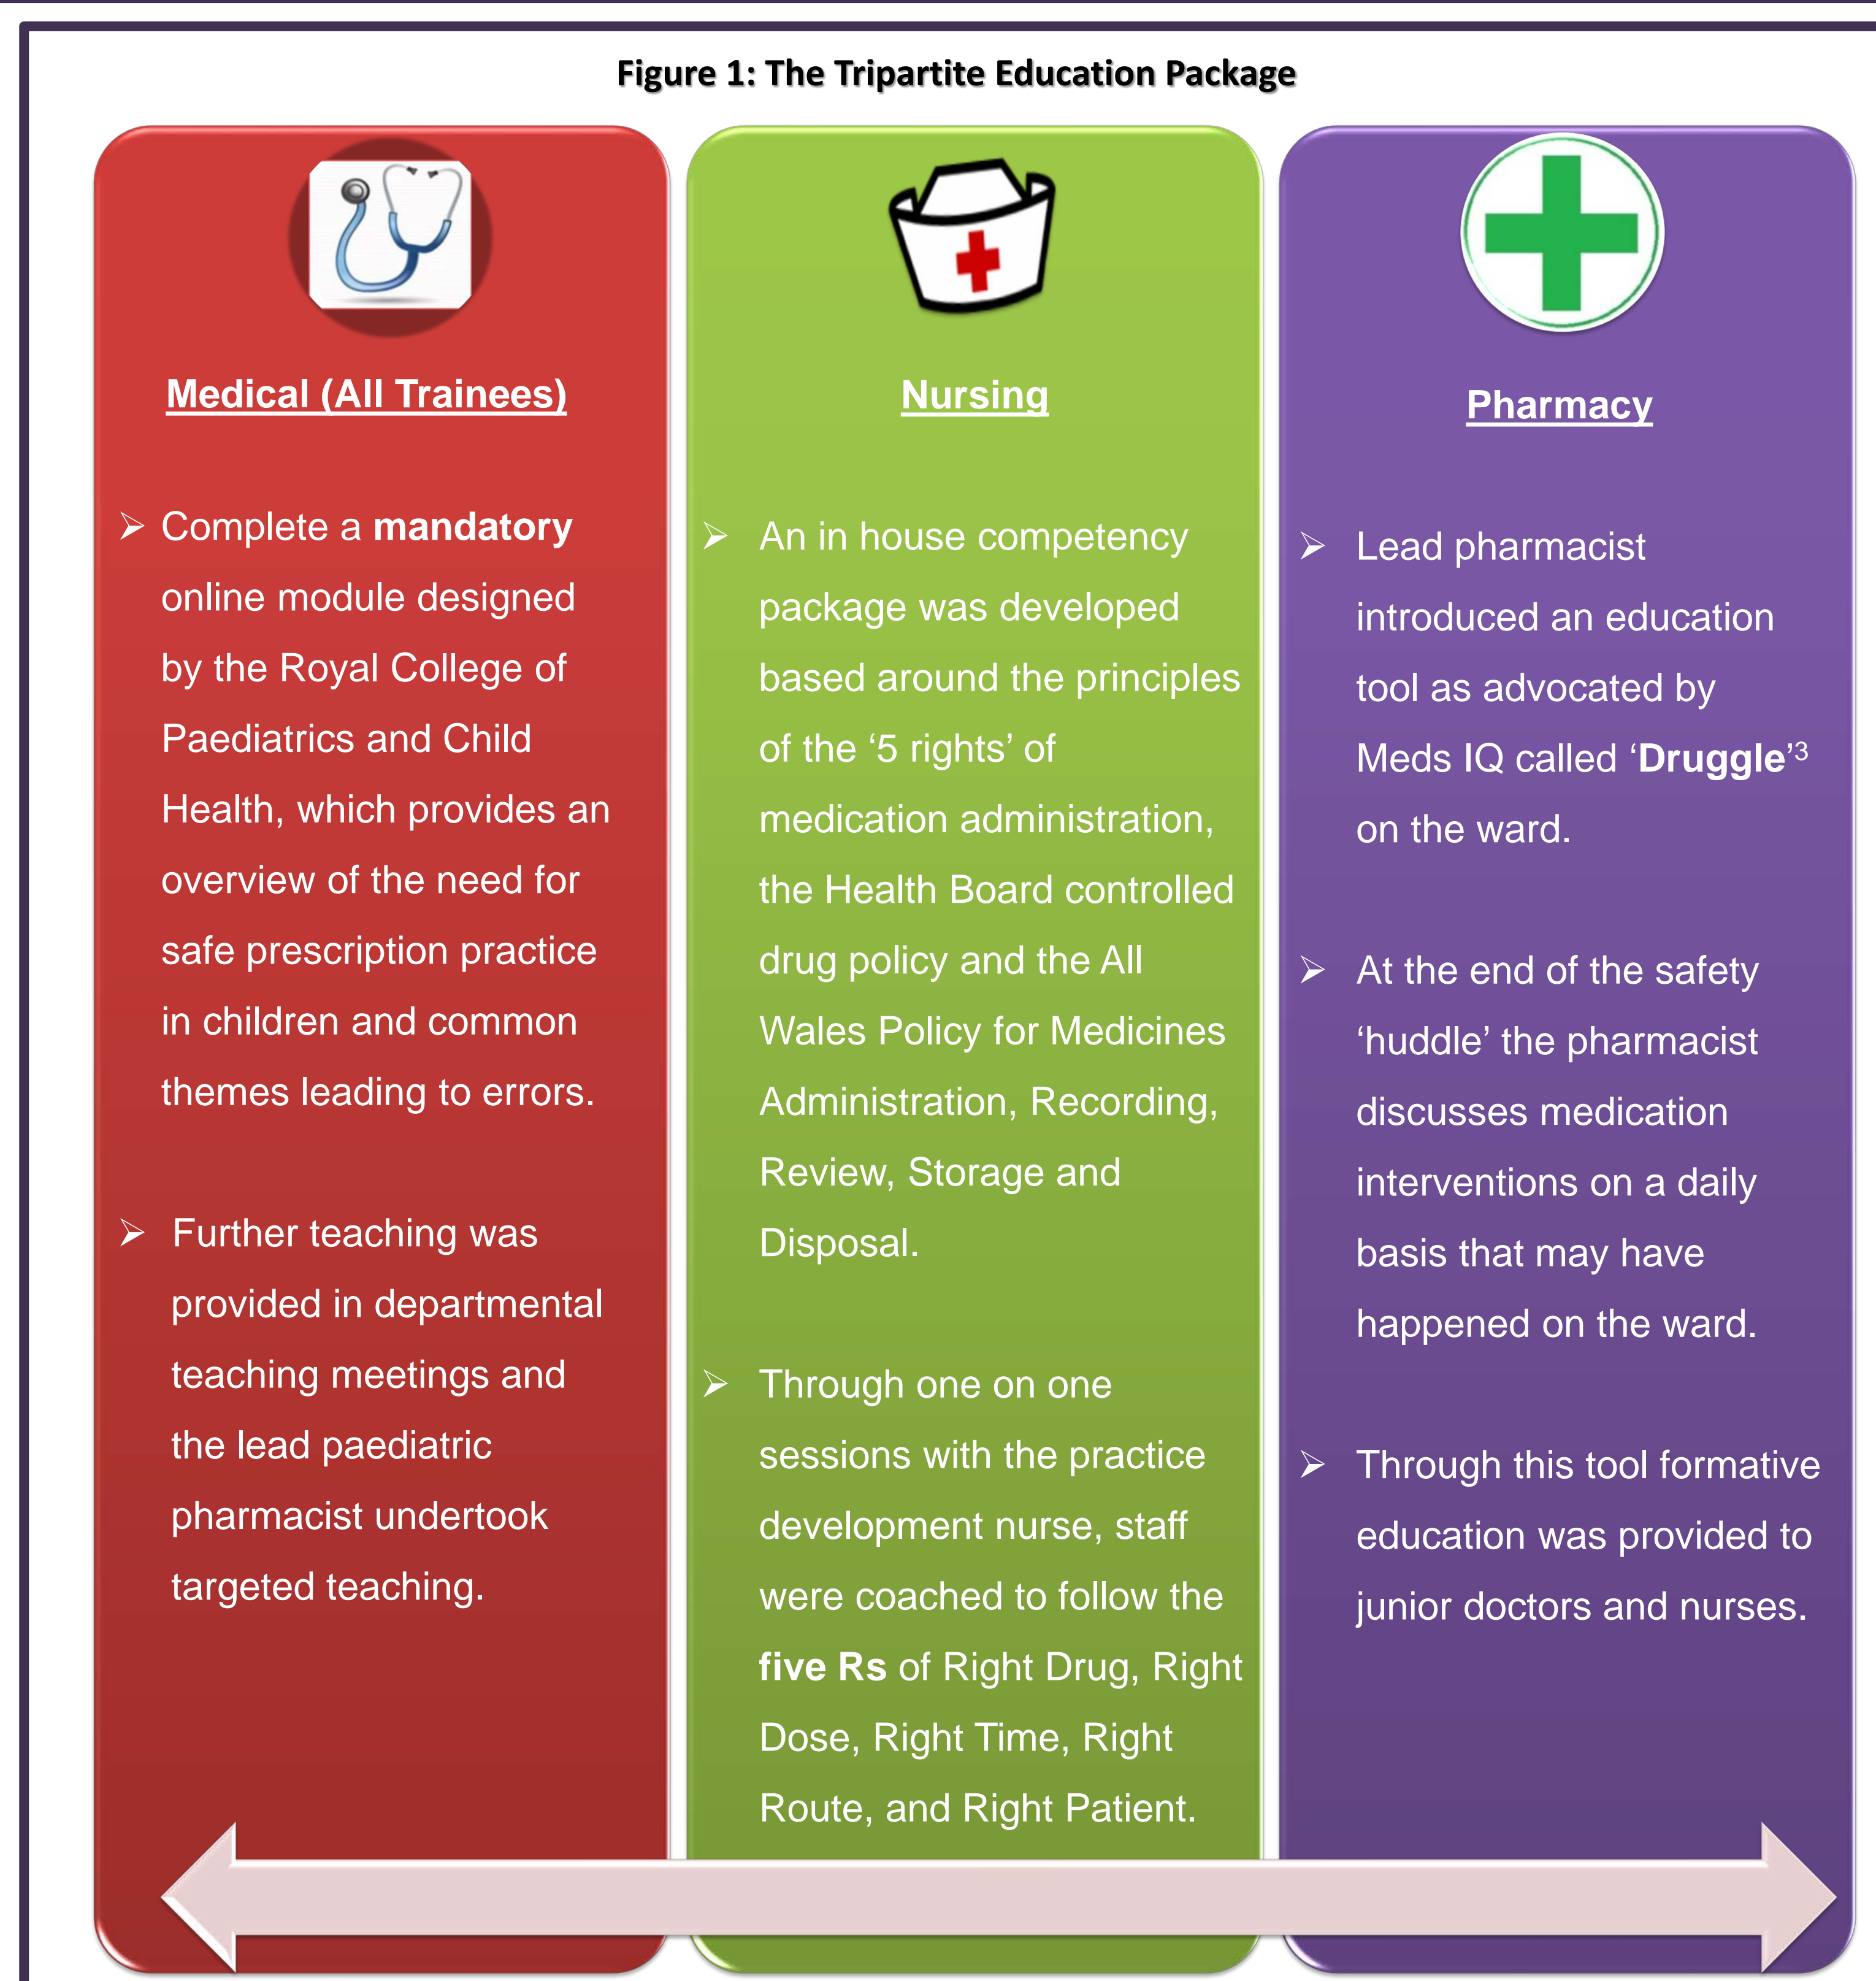 Figure 1: The Tripartite Education Package
Medical (All Trainees)
➢ Complete a mandatory
online module designed
by the Royal College of
Paediatrics and Child
Health, which provides an
overview of the need for
safe prescription practice
in children and common
themes leading to errors.
➢ Further teaching was
provided in departmental
teaching meetings and
the lead paediatric
pharmacist undertook
targeted teaching.
Nursing
➢ An in house competency
package was developed
based around the principles
of the ‘5 rights’ of
medication administration,
the Health Board controlled
drug policy and the All
Wales Policy for Medicines
Administration, Recording,
Review, Storage and
Disposal.
➢ Through one on one
sessions with the practice
development nurse, staff
were coached to follow the
five Rs of Right Drug, Right
Dose, Right Time, Right
Route, and Right Patient.
Pharmacy
➢ Lead pharmacist
introduced an education
tool as advocated by
Meds IQ called ‘Druggle’³
on the ward.
➢ At the end of the safety
‘huddle’ the pharmacist
discusses medication
interventions on a daily
basis that may have
happened on the ward.
➢ Through this tool formative
education was provided to
junior doctors and nurses.